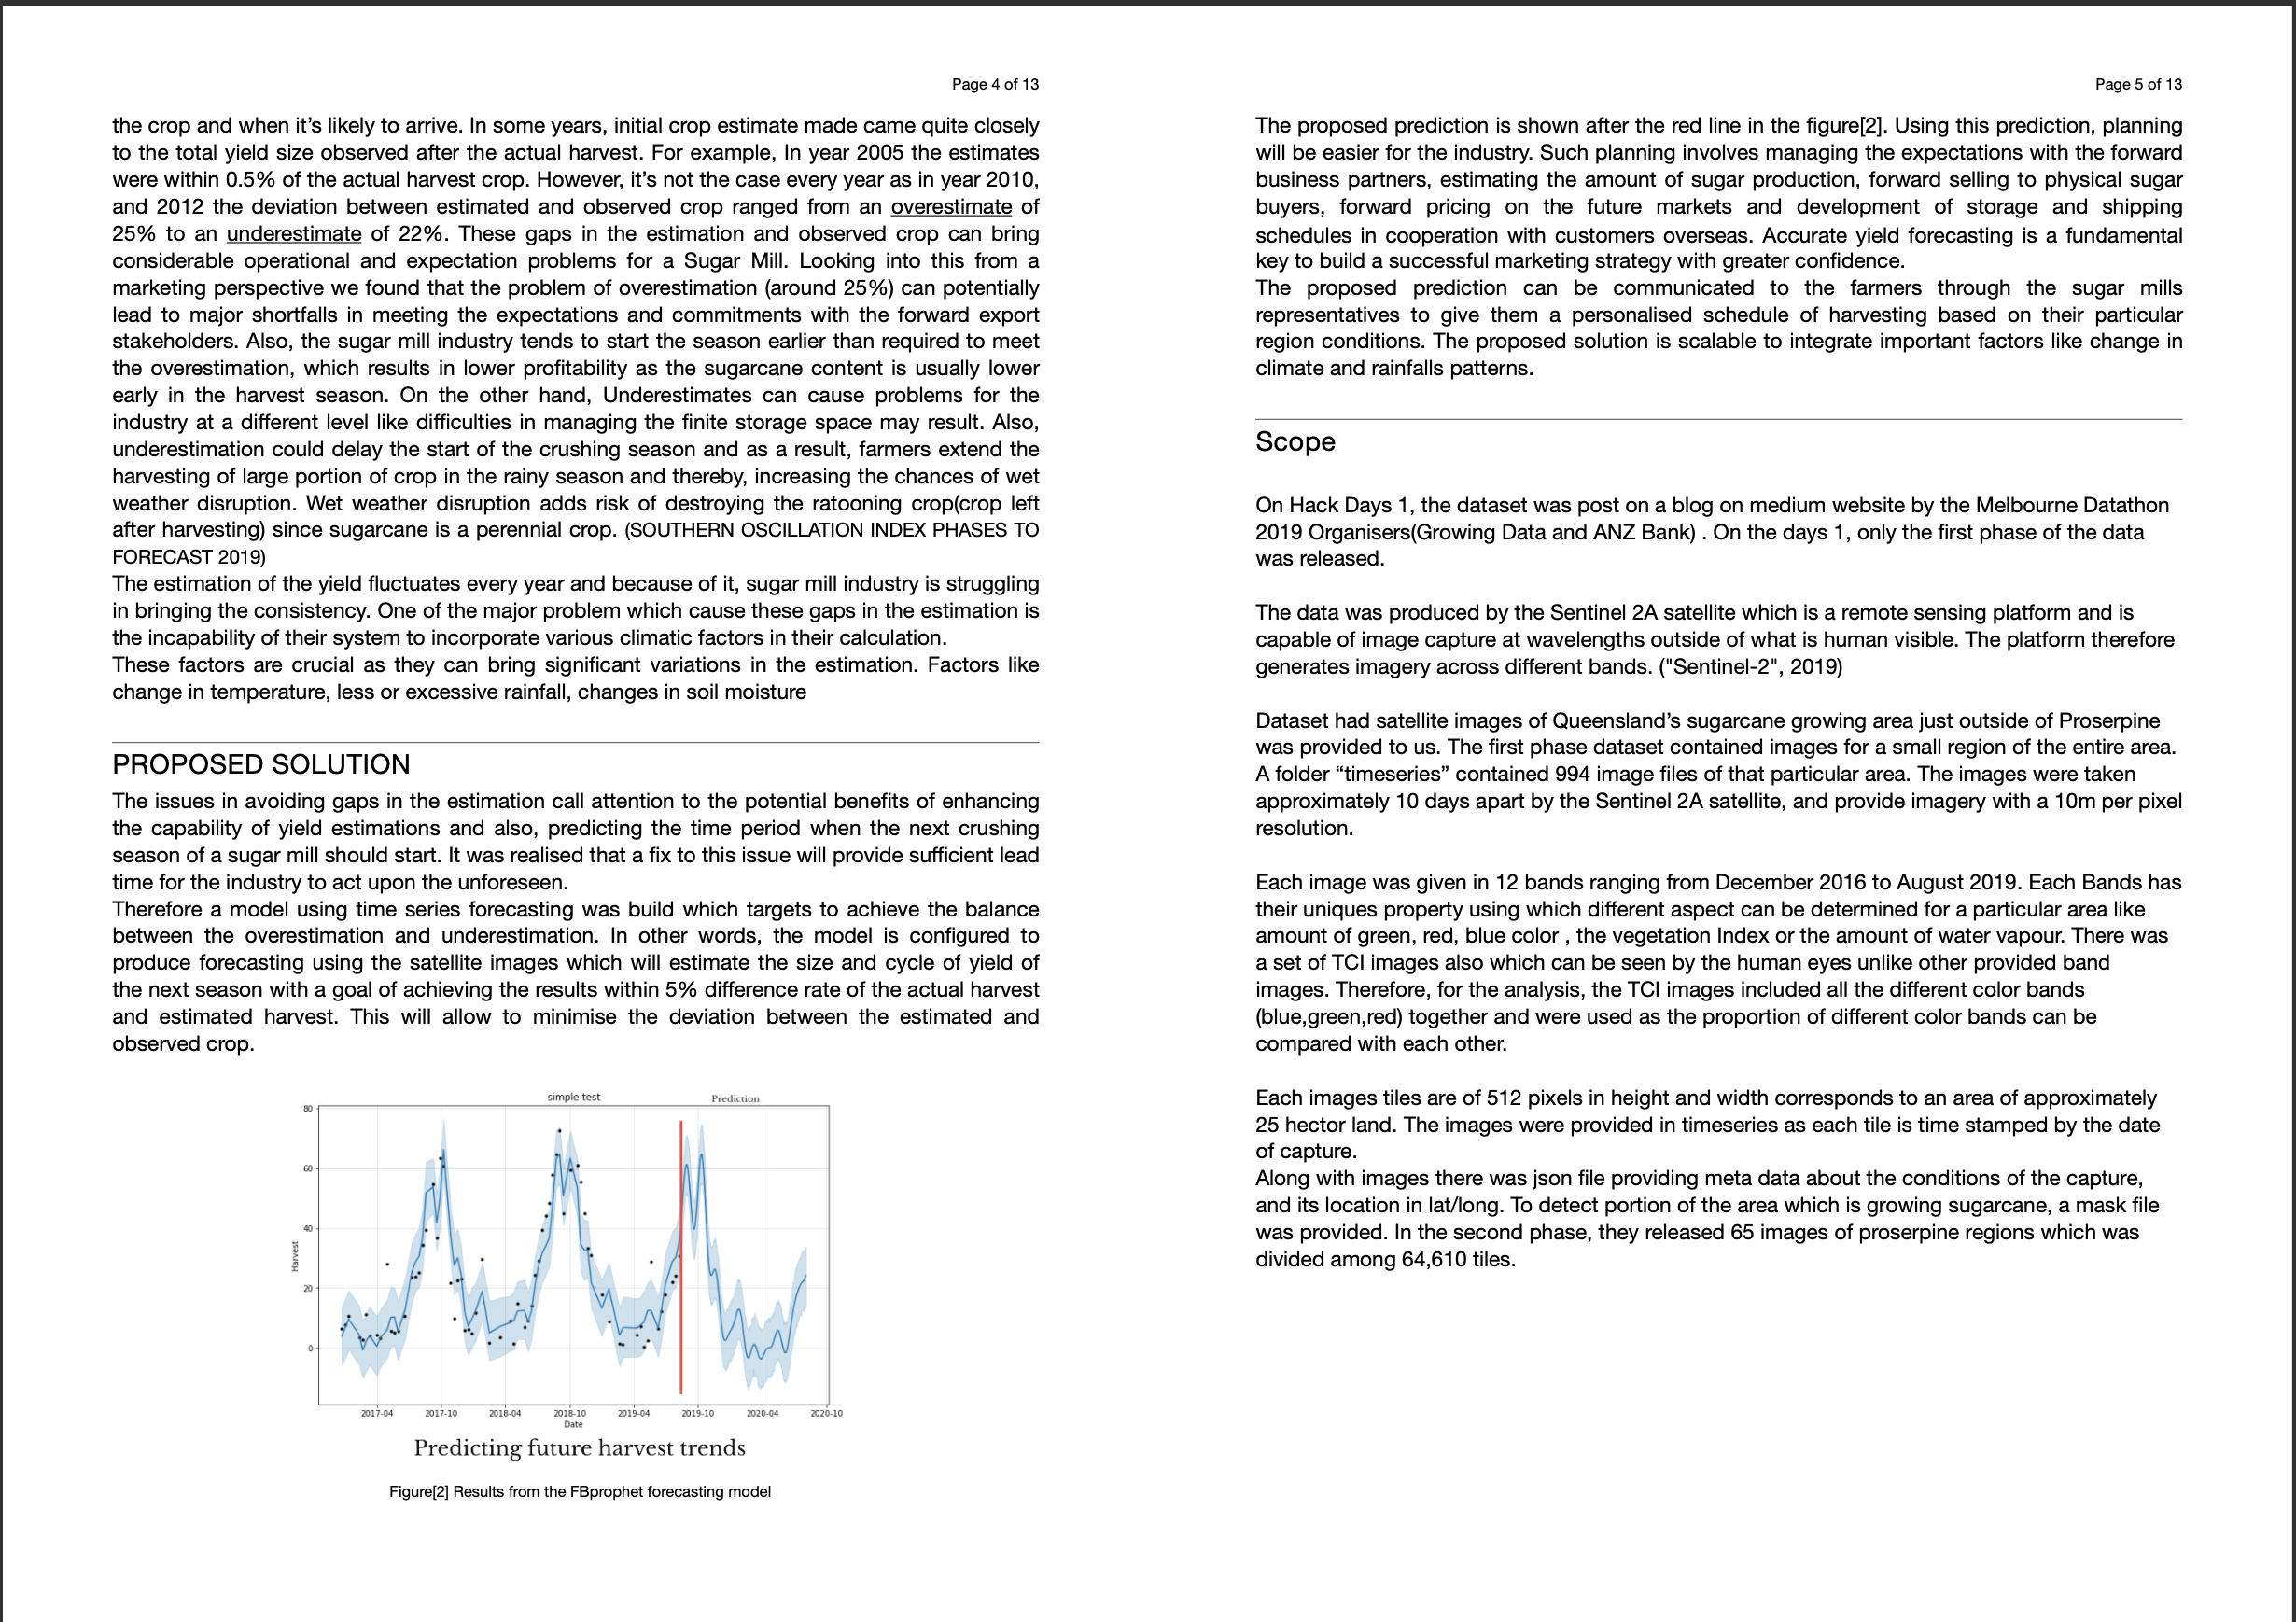 Page 4 of 13
the crop and when it’s likely to arrive. In some years, initial crop estimate made came quite closely
to the total yield size observed after the actual harvest. For example, In year 2005 the estimates
were within 0.5% of the actual harvest crop. However, it’s not the case every year as in year 2010,
and 2012 the deviation between estimated and observed crop ranged from an overestimate of
25% to an underestimate of 22%. These gaps in the estimation and observed crop can bring
considerable operational and expectation problems for a Sugar Mill. Looking into this from a
marketing perspective we found that the problem of overestimation (around 25%) can potentially
lead to major shortfalls in meeting the expectations and commitments with the forward export
stakeholders. Also, the sugar mill industry tends to start the season earlier than required to meet
the overestimation, which results in lower profitability as the sugarcane content is usually lower
early in the harvest season. On the other hand, Underestimates can cause problems for the
industry at a different level like difficulties in managing the finite storage space may result. Also,
underestimation could delay the start of the crushing season and as a result, farmers extend the
harvesting of large portion of crop in the rainy season and thereby, increasing the chances of wet
weather disruption. Wet weather disruption adds risk of destroying the ratooning crop(crop left
after harvesting) since sugarcane is a perennial crop. (SOUTHERN OSCILLATION INDEX PHASES TO
FORECAST 2019)
The estimation of the yield fluctuates every year and because of it, sugar mill industry is struggling
in bringing the consistency. One of the major problem which cause these gaps in the estimation is
the incapability of their system to incorporate various climatic factors in their calculation.
These factors are crucial as they can bring significant variations in the estimation. Factors like
change in temperature, less or excessive rainfall, changes in soil moisture
PROPOSED SOLUTION
The issues in avoiding gaps in the estimation call attention to the potential benefits of enhancing
the capability of yield estimations and also, predicting the time period when the next crushing
season of a sugar mill should start. It was realised that a fix to this issue will provide sufficient lead
time for the industry to act upon the unforeseen.
Therefore a model using time series forecasting was build which targets to achieve the balance
between the overestimation and underestimation. In other words, the model is configured to
produce forecasting using the satellite images which will estimate the size and cycle of yield of
the next season with a goal of achieving the results within 5% difference rate of the actual harvest
and estimated harvest. This will allow to minimise the deviation between the estimated and
observed crop.
simple test
Prediction
80
60
40
20
0
Harvest
2017-04 2017-10 2018-04 2018-10 2019-04 2019-10 2020-04 2020-10
Date
Predicting future harvest trends
Figure[2] Results from the FBprophet forecasting model
Page 5 of 13
The proposed prediction is shown after the red line in the figure[2]. Using this prediction, planning
will be easier for the industry. Such planning involves managing the expectations with the forward
business partners, estimating the amount of sugar production, forward selling to physical sugar
buyers, forward pricing on the future markets and development of storage and shipping
schedules in cooperation with customers overseas. Accurate yield forecasting is a fundamental
key to build a successful marketing strategy with greater confidence.
The proposed prediction can be communicated to the farmers through the sugar mills
representatives to give them a personalised schedule of harvesting based on their particular
region conditions. The proposed solution is scalable to integrate important factors like change in
climate and rainfalls patterns.
Scope
On Hack Days 1, the dataset was post on a blog on medium website by the Melbourne Datathon
2019 Organisers(Growing Data and ANZ Bank) . On the days 1, only the first phase of the data
was released.
The data was produced by the Sentinel 2A satellite which is a remote sensing platform and is
capable of image capture at wavelengths outside of what is human visible. The platform therefore
generates imagery across different bands. ("Sentinel-2", 2019)
Dataset had satellite images of Queensland’s sugarcane growing area just outside of Proserpine
was provided to us. The first phase dataset contained images for a small region of the entire area.
A folder “timeseries” contained 994 image files of that particular area. The images were taken
approximately 10 days apart by the Sentinel 2A satellite, and provide imagery with a 10m per pixel
resolution.
Each image was given in 12 bands ranging from December 2016 to August 2019. Each Bands has
their uniques property using which different aspect can be determined for a particular area like
amount of green, red, blue color , the vegetation Index or the amount of water vapour. There was
a set of TCI images also which can be seen by the human eyes unlike other provided band
images. Therefore, for the analysis, the TCI images included all the different color bands
(blue,green,red) together and were used as the proportion of different color bands can be
compared with each other.
Each images tiles are of 512 pixels in height and width corresponds to an area of approximately
25 hector land. The images were provided in timeseries as each tile is time stamped by the date
of capture.
Along with images there was json file providing meta data about the conditions of the capture,
and its location in lat/long. To detect portion of the area which is growing sugarcane, a mask file
was provided. In the second phase, they released 65 images of proserpine regions which was
divided among 64,610 tiles.